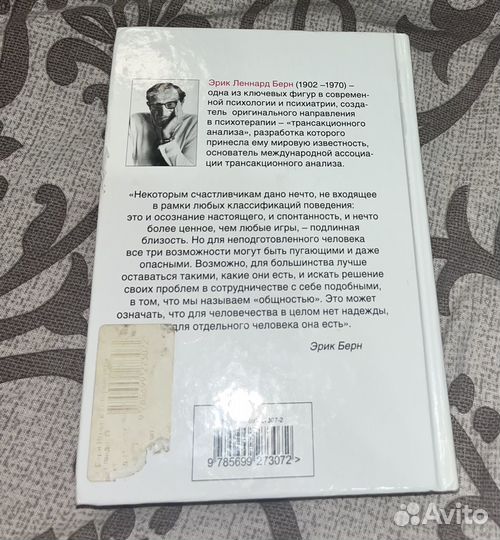 Эрик Леннард Берн (1902 –1970) –
одна из ключевых фигур в современ-
ной психологии и психиатрии, созда-
тель оригинального направления
в психотерапии – «трансакционного
анализа», разработка которого
принесла ему мировую известность,
основатель международной ассоциа-
ции трансакционного анализа.
«Некоторым счастливчикам дано нечто, не входящее
в рамки любых классификаций поведения:
это и осознание настоящего, и спонтанность, и нечто
более ценное, чем любые игры, – подлинная
близость. Но для неподготовленного человека
все три возможности могут быть пугающими и даже
опасными. Возможно, для большинства лучше
оставаться такими, какие они есть, и искать решение
своих проблем в сотрудничестве с себе подобными,
в том, что мы называем «общностью». Это может
означать, что для человечества в целом нет надежды,
для отдельного человека она есть».
Эрик Берн
9 785699 273072 >
Avito